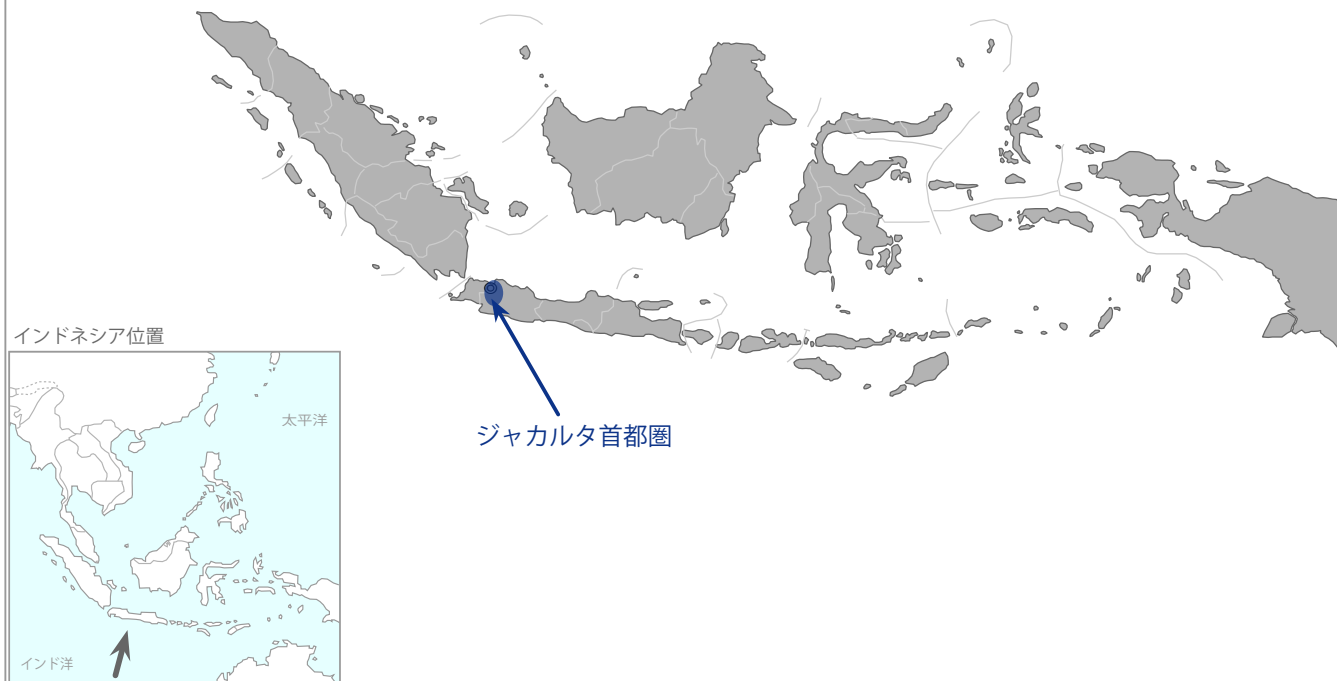 インドネシア位置
太平洋
ジャカルタ首都圏
インド洋